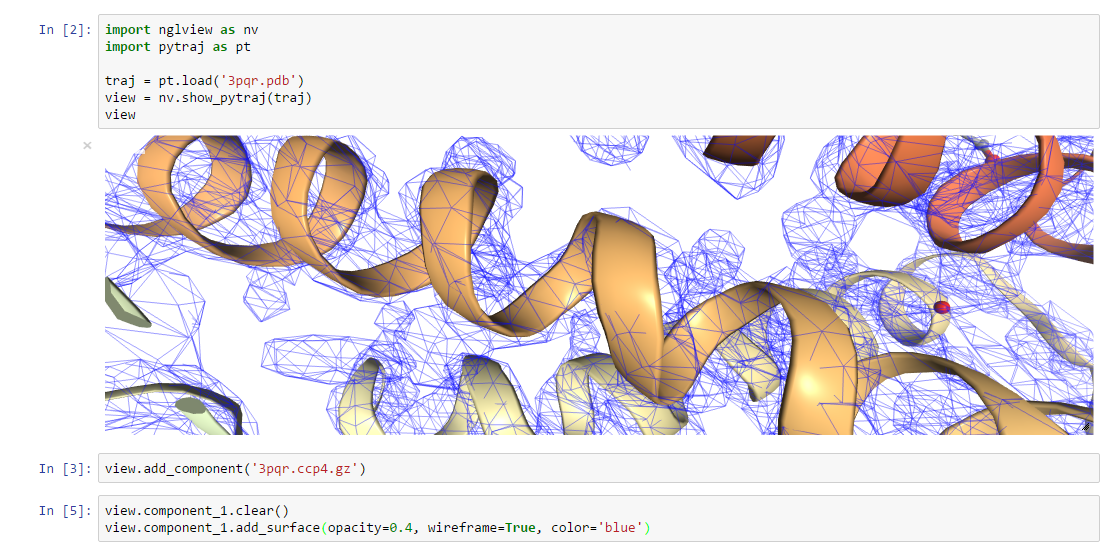 In [2]: import nglview as nv
import pytraj as pt
traj = pt.load('3pqr.pdb')
view = nv.show_pytraj(traj)
view
×
In [3]: view.add_component('3pqr.ccp4.gz')
In [5]: view.component_1.clear()
view.component_1.add_surface(opacity=0.4, wireframe=True, color='blue')